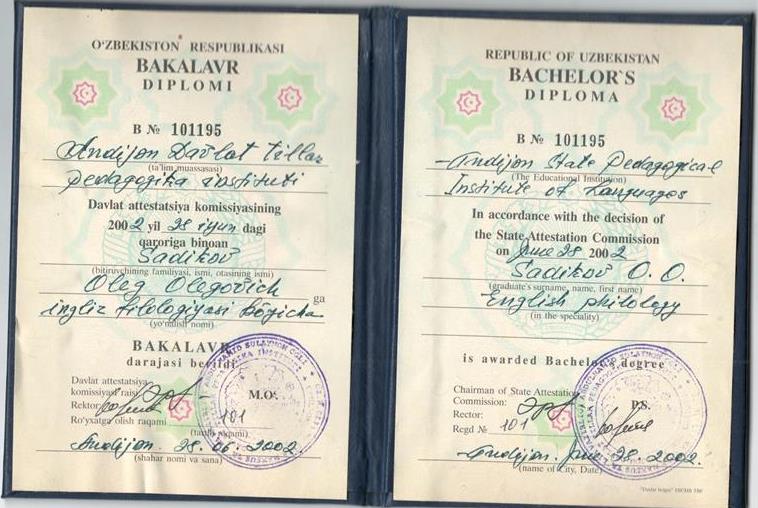 O‘ZBEKISTON RESPUBLIKASI
BAKALAVR
DIPLOMI
B № 101195
Andijon Davlat tillar
(ta'lim muassasasi)
pedagogika instituti
Davlat attestatsiya komissiyasining
2002 yil 28 iyun dagi
qaroriga binoan
Sadikov
(bitiruvchining familiyasi, ismi, otasining ismi)
Oleg Olegovich ga
ingliz filologiyasi bo'yicha
(yo'nalish nomi)
BAKALAVR
darajasi berildi
Davlat attestatsiya
komissiyasi raisi
Rektor
M.O‘.
Ro'yxatga olish raqami 101
Andijon. 28. 06. 2002.
(shahar nomi va sana)
REPUBLIC OF UZBEKISTAN
BACHELOR`S
DIPLOMA
B № 101195
Andijon State Pedagogical
(The Educational Institution)
Institute of Languages
In accordance with the decision of
the State Attestation Commission
on June 28 2002
Sadikov O. O.
(graduate's surname, name, first name)
English philology
(in the speciality)
is awarded Bachelor`s degree
Chairman of State Attestation
Commission:
P.S.
Rector:
Regd № 101
Andijon. June 28. 2002.
(name of City, Date)